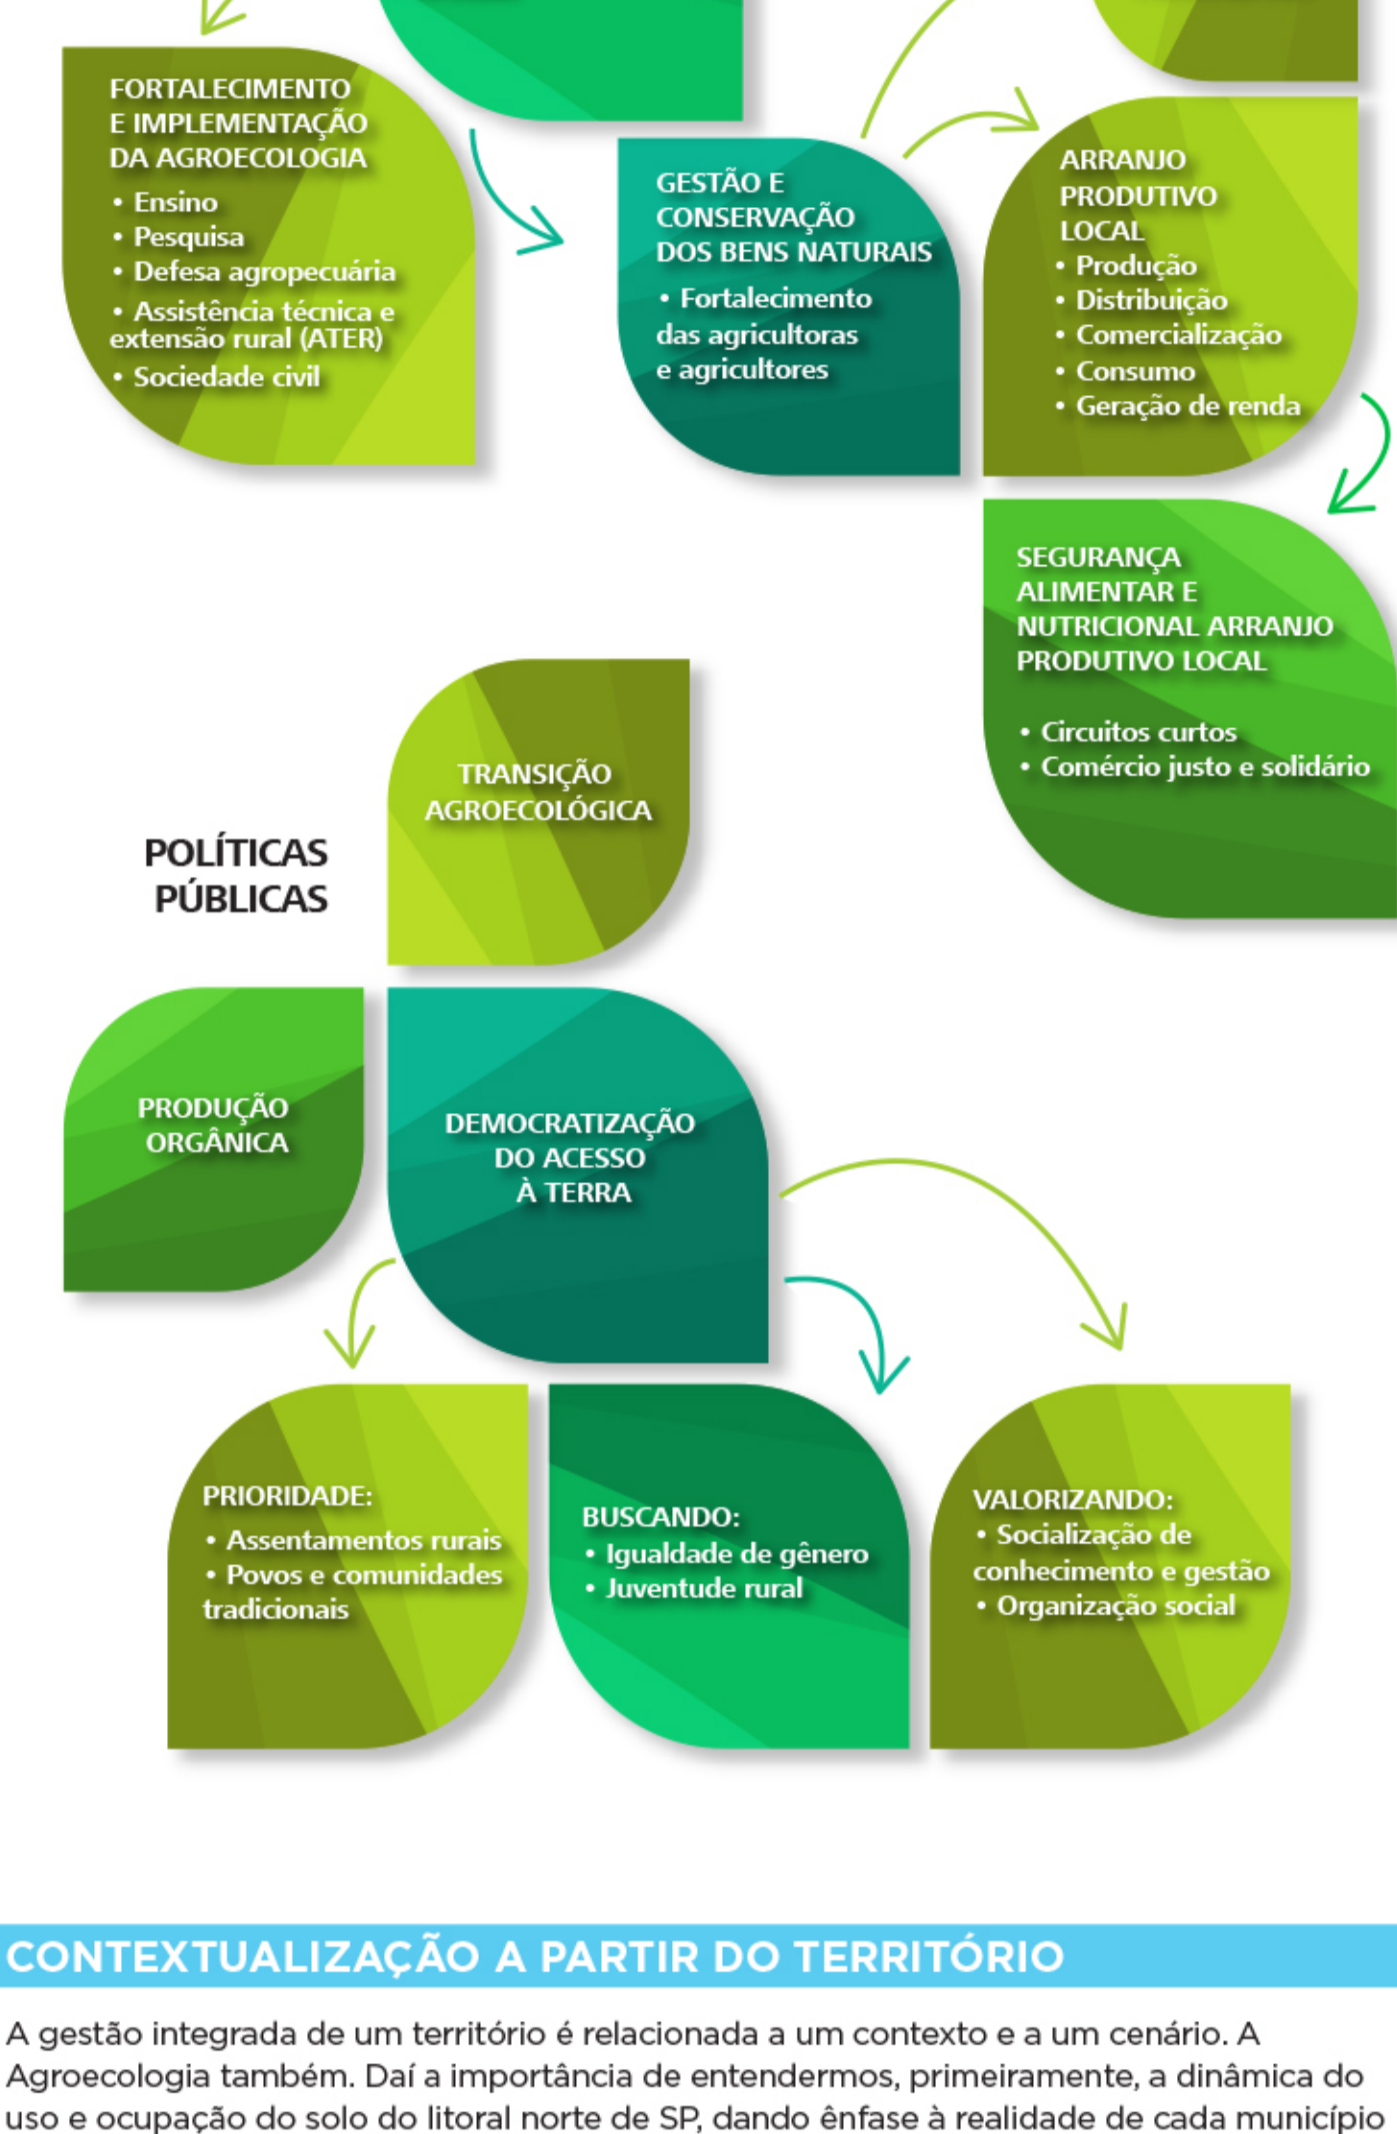 FORTALECIMENTO
E IMPLEMENTAÇÃO
DA AGROECOLOGIA
• Ensino
• Pesquisa
• Defesa agropecuária
• Assistência técnica e
extensão rural (ATER)
• Sociedade civil
GESTÃO E
CONSERVAÇÃO
DOS BENS NATURAIS
• Fortalecimento
das agricultoras
e agricultores
ARRANJO
PRODUTIVO
LOCAL
• Produção
• Distribuição
• Comercialização
• Consumo
• Geração de renda
SEGURANÇA
ALIMENTAR E
NUTRICIONAL ARRANJO
PRODUTIVO LOCAL
• Circuitos curtos
• Comércio justo e solidário
POLÍTICAS
PÚBLICAS
TRANSIÇÃO
AGROECOLÓGICA
PRODUÇÃO
ORGÂNICA
DEMOCRATIZAÇÃO
DO ACESSO
À TERRA
PRIORIDADE:
• Assentamentos rurais
• Povos e comunidades
tradicionais
BUSCANDO:
• Igualdade de gênero
• Juventude rural
VALORIZANDO:
• Socialização de
conhecimento e gestão
• Organização social
CONTEXTUALIZAÇÃO A PARTIR DO TERRITÓRIO
A gestão integrada de um território é relacionada a um contexto e a um cenário. A
Agroecologia também. Daí a importância de entendermos, primeiramente, a dinâmica do
uso e ocupação do solo do litoral norte de SP, dando ênfase à realidade de cada município